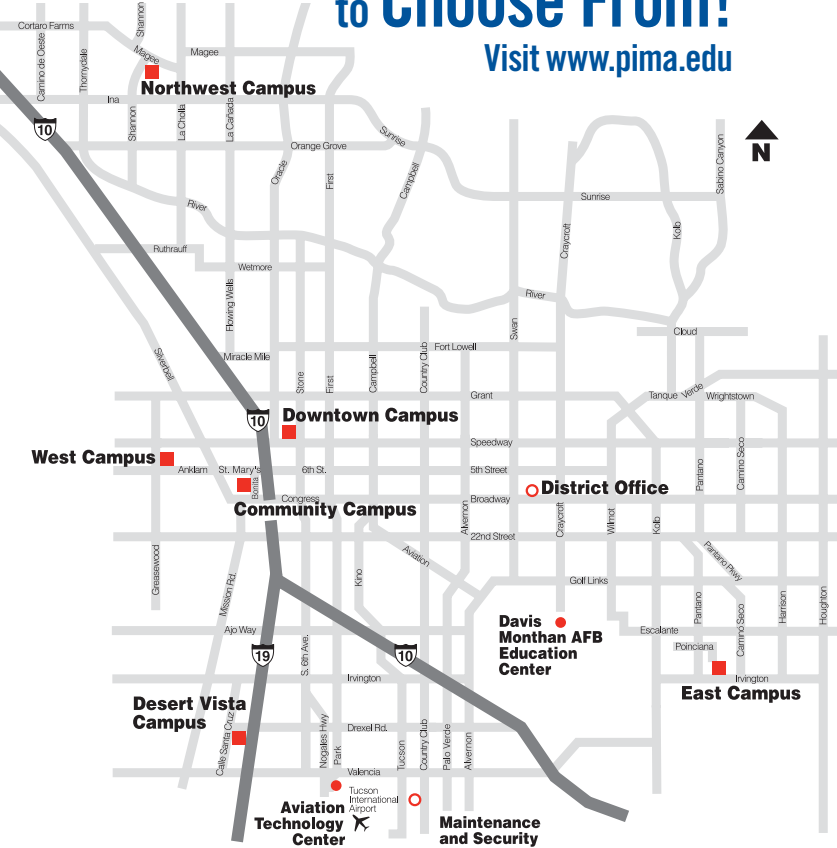 to Choose From!
Visit www.pima.edu
Cortaro Farms
Camino de Oeste
Thornydale
Shannon
Magee
Magee
Northwest Campus
Ina
Shannon
La Cholla
La Cañada
10
Orange Grove
Oracle
First
Sunrise
Campbell
N
Sabino Canyon
Sunrise
River
Craycroft
Kolb
Ruthrauff
Wetmore
Flowing Wells
River
Swan
Cloud
Silverbell
Miracle Mile
Stone
First
Campbell
Country Club
Fort Lowell
Grant
Tanque Verde
Wrightstown
10
Downtown Campus
Speedway
West Campus
Anklam
St. Mary's
6th St.
5th Street
Bonita
Pantano
Camino Seco
District Office
Congress
Broadway
Community Campus
Alvernon
Craycroft
Wilmot
Kolb
22nd Street
Greasewood
Mission Rd.
Kino
Aviation
Pantano Pkwy
Golf Links
Pantano
Camino Seco
Harrison
Houghton
Ajo Way
Davis
Monthan AFB
Education
Center
Escalante
Poinciana
19
S. 6th Ave.
10
Irvington
Irvington
East Campus
Desert Vista
Campus
Calle Santa Cruz
Nogales Hwy
Park
Drexel Rd.
Tucson
Country Club
Palo Verde
Alvernon
Valencia
Tucson
International
Airport
Aviation
Technology
Center
Maintenance
and Security